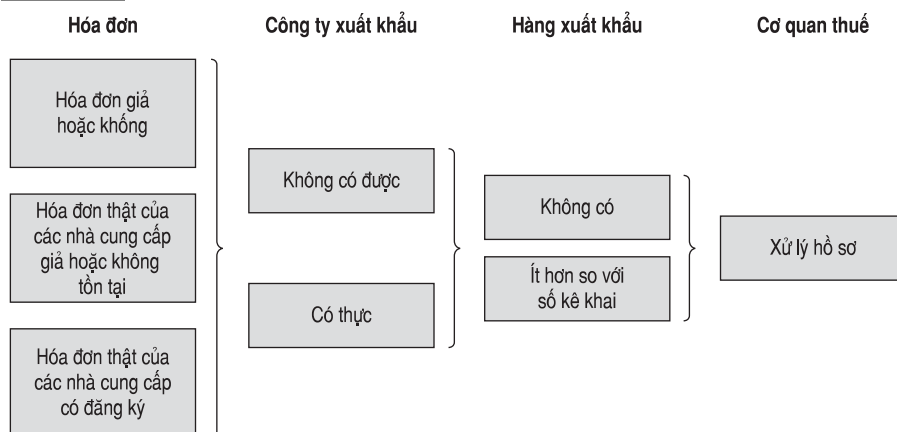 Hóa đơn
Công ty xuất khẩu
Hàng xuất khẩu
Cơ quan thuế
Hóa đơn giả
hoặc khống
Hóa đơn thật của
các nhà cung cấp
giả hoặc không
tồn tại
Hóa đơn thật của
các nhà cung cấp
có đăng ký
Không có được
Có thực
Không có
Ít hơn so với
số kê khai
Xử lý hồ sơ